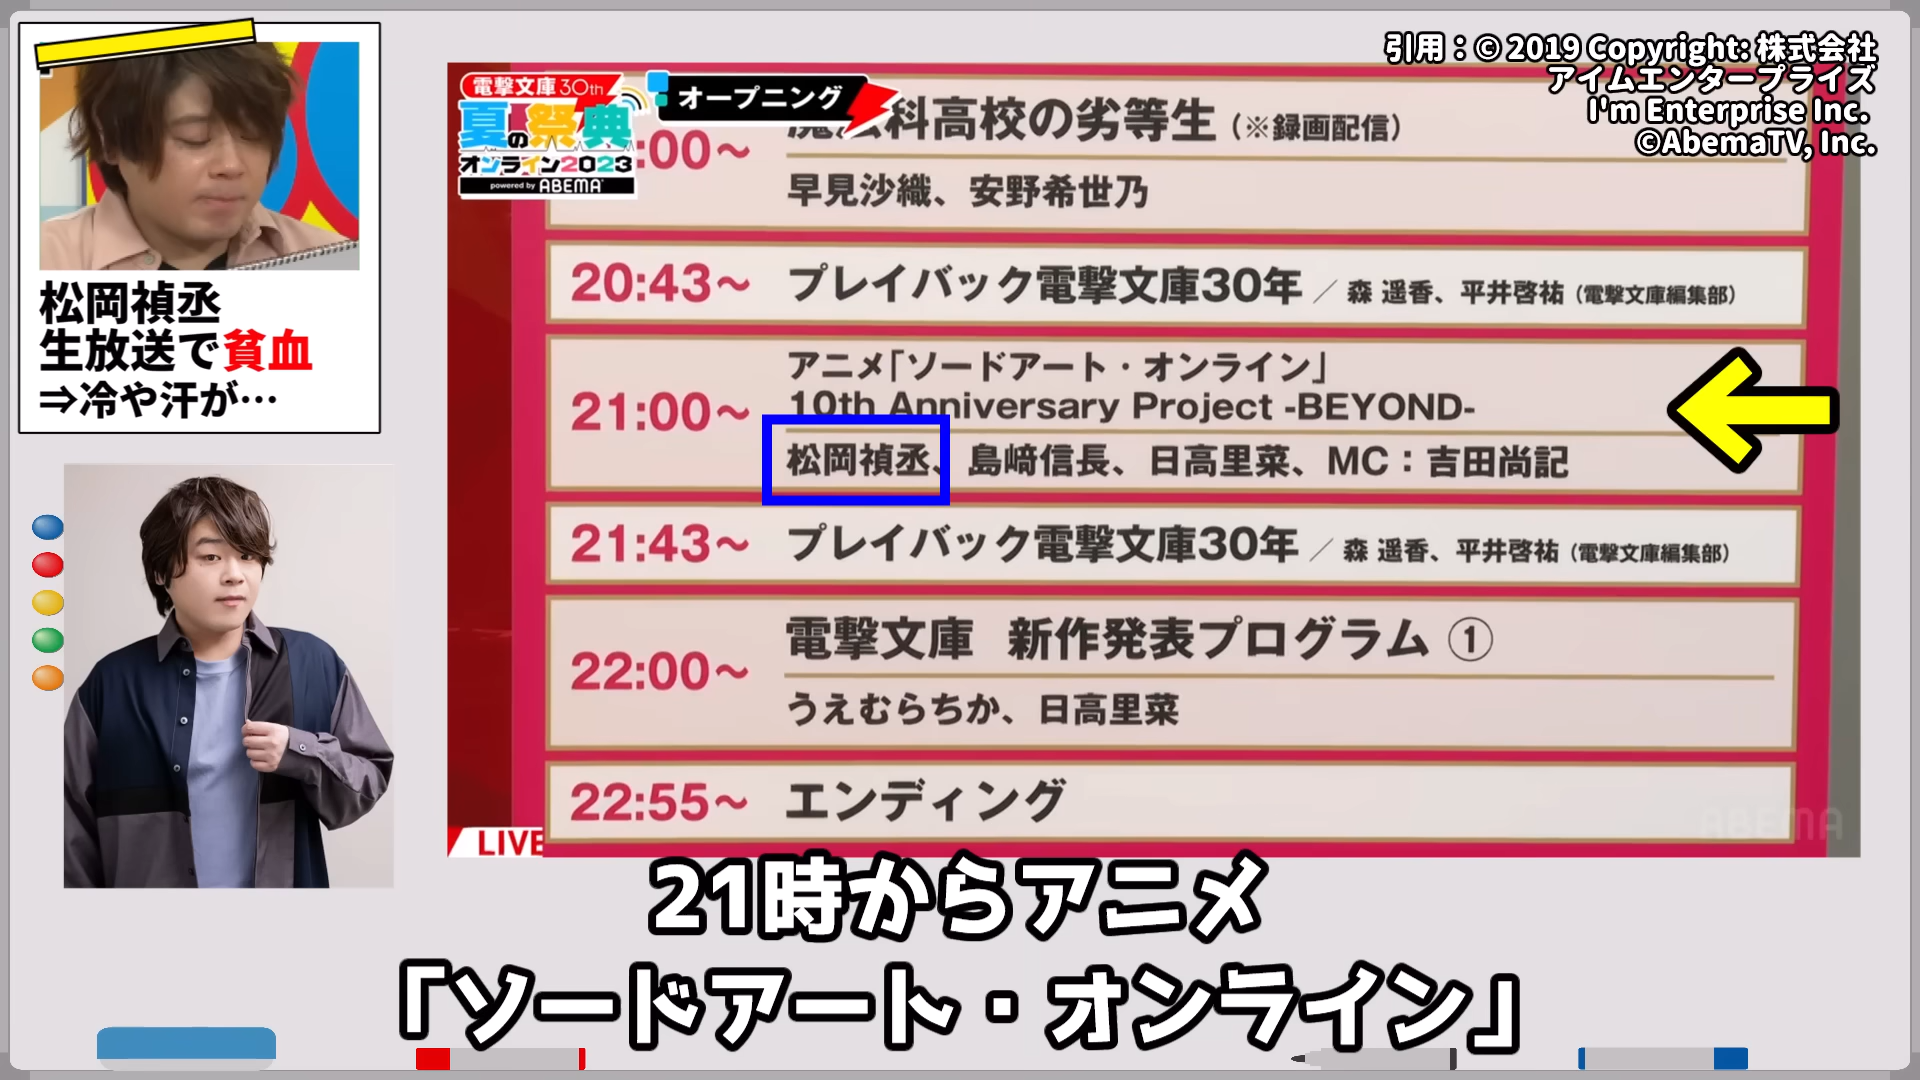 引用：© 2019 Copyright: 株式会社
アイムエンタープライズ
I'm Enterprise Inc.
©AbemaTV, Inc.
松岡禎丞
生放送で貧血
⇒冷や汗が…
電撃文庫30th
夏の祭典
オンライン2023
powered by ABEMA
オープニング
:00～
科高校の劣等生（※録画配信）
早見沙織、安野希世乃
20:43～ プレイバック電撃文庫30年 ／ 森 遥香、平井啓祐（電撃文庫編集部）
21:00～
アニメ「ソードアート・オンライン」
10th Anniversary Project -BEYOND-
松岡禎丞、島﨑信長、日高里菜、MC：吉田尚記
21:43～ プレイバック電撃文庫30年 ／ 森 遥香、平井啓祐（電撃文庫編集部）
22:00～
電撃文庫 新作発表プログラム ①
うえむらちか、日高里菜
22:55～ エンディング
ABEMA
LIVE
21時からアニメ
「ソードアート・オンライン」